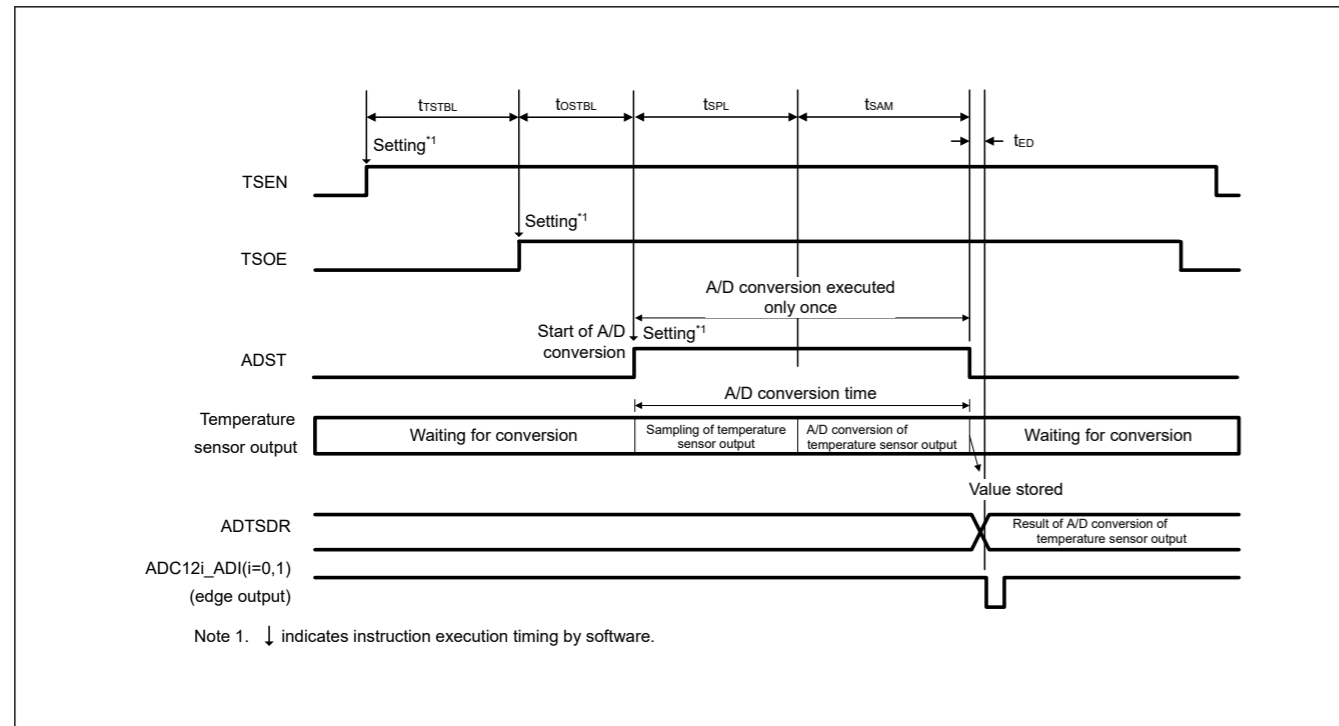 tTSTBL tOSTBL tSPL tSAM
tED
Setting*1
TSEN
Setting*1
TSOE
A/D conversion executed
only once
Start of A/D Setting*1
conversion
ADST
A/D conversion time
Temperature
sensor output
Waiting for conversion
Sampling of temperature
sensor output
A/D conversion of
temperature sensor output
Waiting for conversion
Value stored
ADTSDR
Result of A/D conversion of
temperature sensor output
ADC12i_ADI(i=0,1)
(edge output)
Note 1. ↓ indicates instruction execution timing by software.